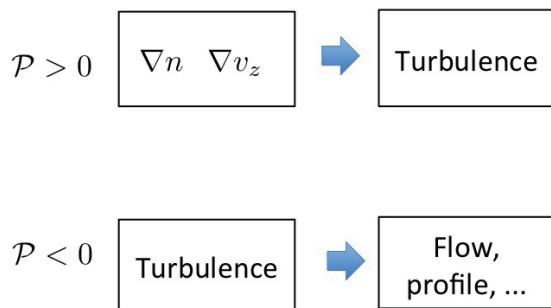 𝒫 > 0
∇n ∇v_z
Turbulence
𝒫 < 0
Turbulence
Flow,
profile, ...